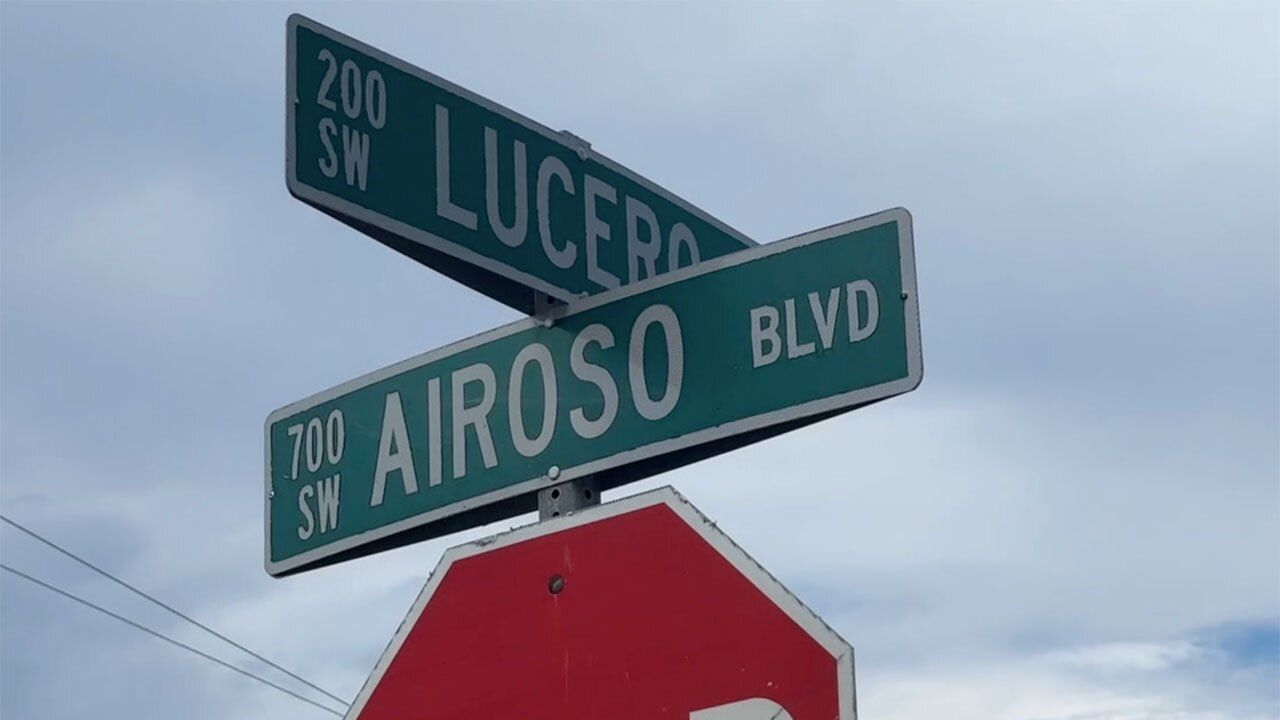 200
SW
LUCERO
700
SW
AIROSO BLVD